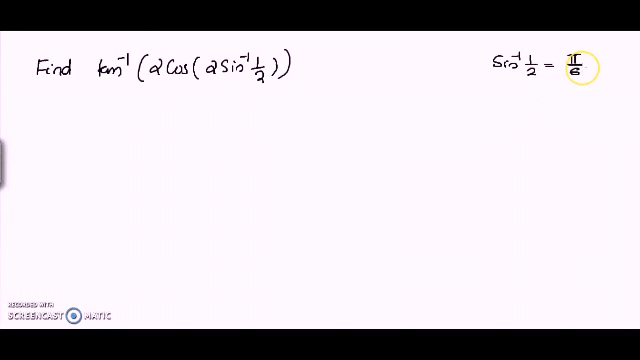 Find tan⁻¹(2Cos(2Sin⁻¹ 1/2)) Sin⁻¹ 1/2 = π/6
RECORDED WITH
SCREENCAST MATIC